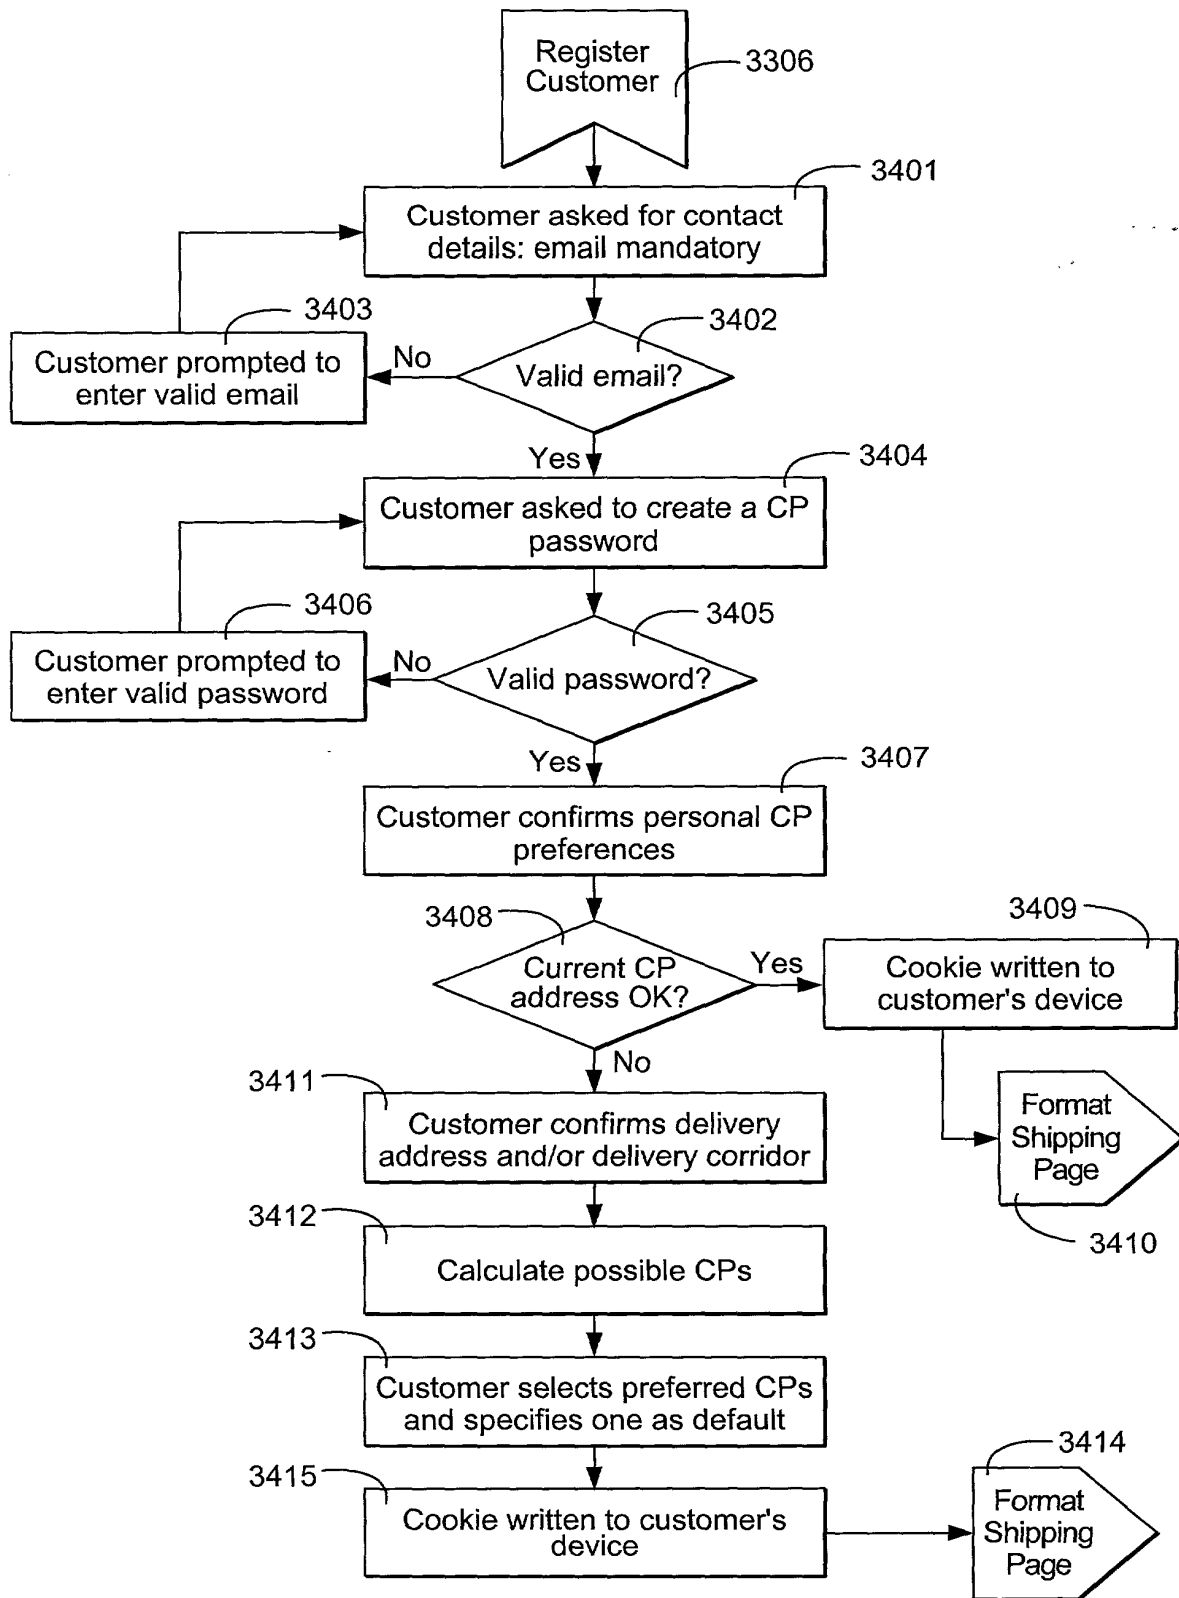 Register
Customer
3306
3401
Customer asked for contact
details: email mandatory
3403
3402
Customer prompted to
enter valid email
No
Valid email?
Yes
3404
Customer asked to create a CP
password
3406
3405
Customer prompted to
enter valid password
No
Valid password?
Yes
3407
Customer confirms personal CP
preferences
3408
3409
Current CP
address OK?
Yes
Cookie written to
customer's device
No
3411
Customer confirms delivery
address and/or delivery corridor
Format
Shipping
Page
3410
3412
Calculate possible CPs
3413
Customer selects preferred CPs
and specifies one as default
3414
3415
Cookie written to customer's
device
Format
Shipping
Page